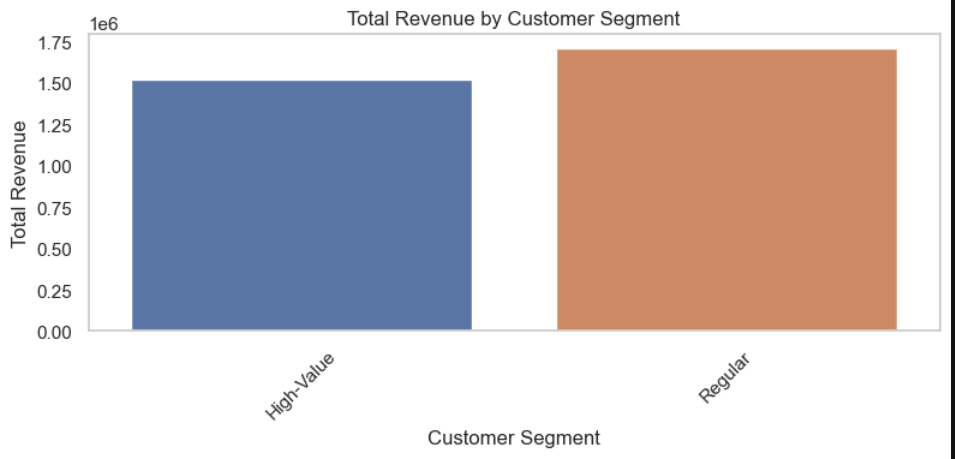 Total Revenue by Customer Segment
1e6
1.75
1.50
1.25
1.00
0.75
0.50
0.25
0.00
Total Revenue
High-Value
Regular
Customer Segment